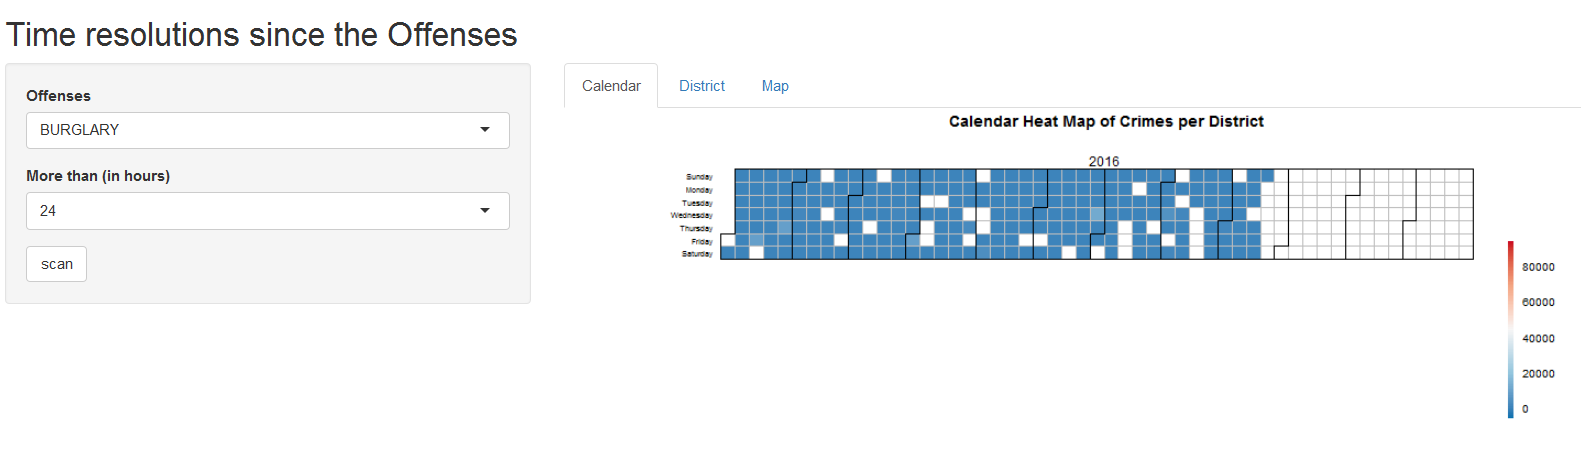 Time resolutions since the Offenses
Offenses
BURGLARY
More than (in hours)
24
scan
Calendar District Map
Calendar Heat Map of Crimes per District
2016
Sunday
Monday
Tuesday
Wednesday
Thursday
Friday
Saturday
80000
60000
40000
20000
0